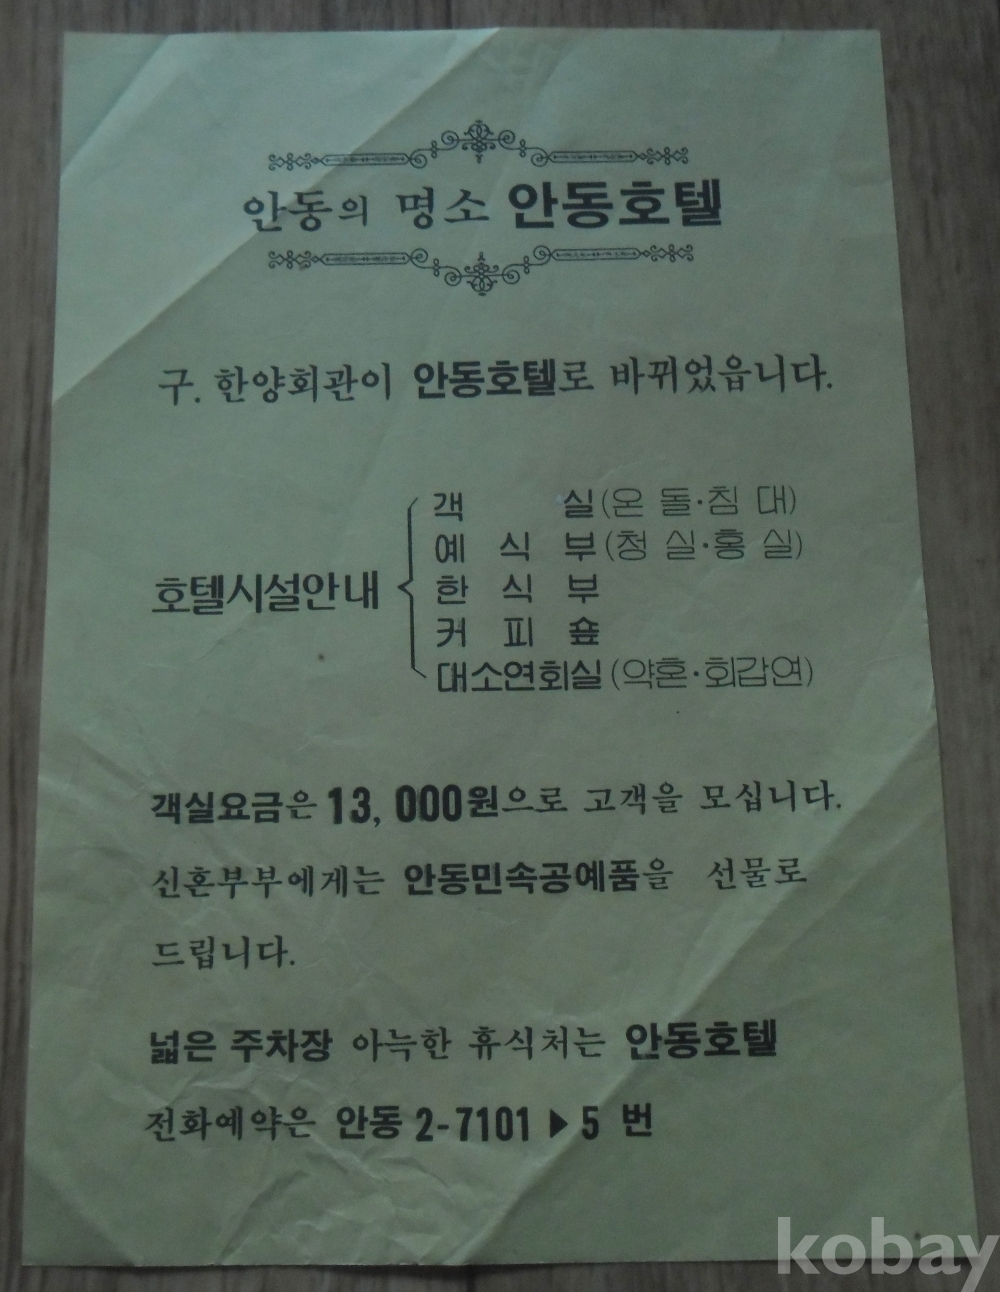 안동의 명소 안동호텔
구. 한양회관이 안동호텔로 바뀌었읍니다.
호텔시설안내
객 실 (온 돌·침 대)
예 식 부 (청 실·홍 실)
한 식 부
커 피 숖
대소연회실 (약혼·회갑연)
객실요금은 13,000원으로 고객을 모십니다.
신혼부부에게는 안동민속공예품을 선물로
드립니다.
넓은 주차장 아늑한 휴식처는 안동호텔
전화예약은 안동 2-7101 ▶ 5 번
kobay